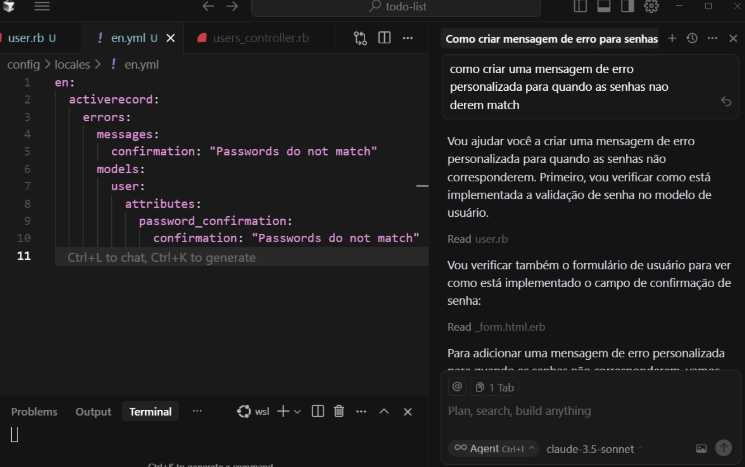 todo-list
user.rb U
! en.yml U
users_controller.rb
config > locales > ! en.yml
1 en:
2 activerecord:
3 errors:
4 messages:
5 confirmation: "Passwords do not match"
6 models:
7 user:
8 attributes:
9 password_confirmation:
10 confirmation: "Passwords do not match"
11 Ctrl+L to chat, Ctrl+K to generate
Problems Output Terminal ... wsl
Ctrl+K to generate a command
Como criar mensagem de erro para senhas
como criar uma mensagem de erro
personalizada para quando as senhas nao
derem match
Vou ajudar você a criar uma mensagem de erro
personalizada para quando as senhas não
corresponderem. Primeiro, vou verificar como está
implementada a validação de senha no modelo de
usuário.
Read user.rb
Vou verificar também o formulário de usuário para ver
como está implementado o campo de confirmação de
senha:
Read _form.html.erb
Para adicionar uma mensagem de erro personalizada
para quando as senhas não corresponderem, vamos
@ 1 Tab
Plan, search, build anything
Agent Ctrl+I claude-3.5-sonnet